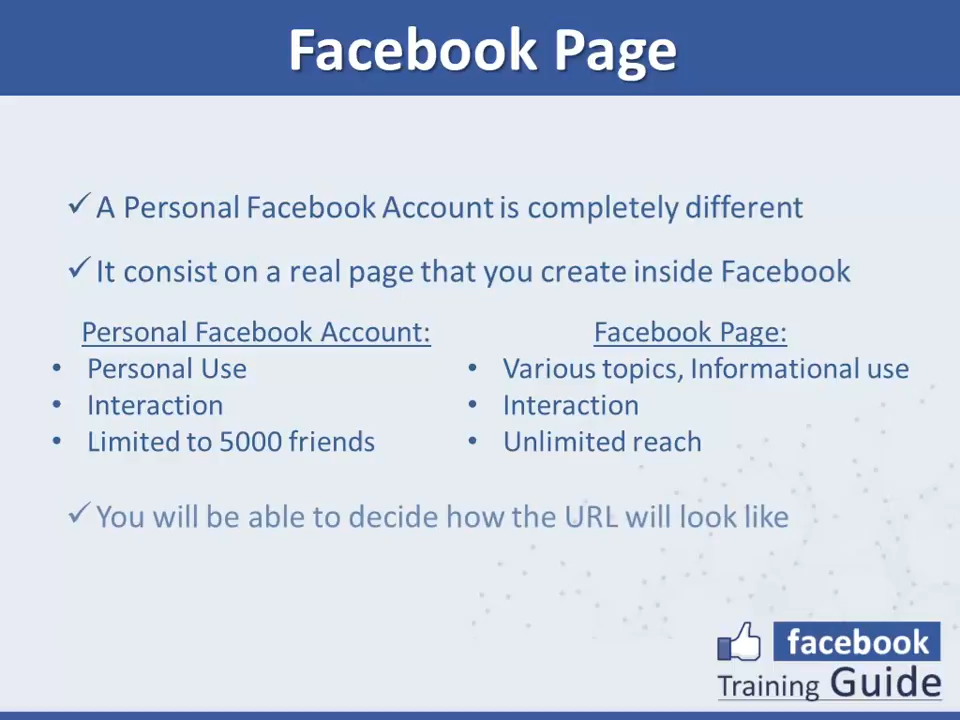 Facebook Page
✓ A Personal Facebook Account is completely different
✓ It consist on a real page that you create inside Facebook
Personal Facebook Account:
• Personal Use
• Interaction
• Limited to 5000 friends
Facebook Page:
• Various topics, Informational use
• Interaction
• Unlimited reach
✓ You will be able to decide how the URL will look like
facebook
Training Guide